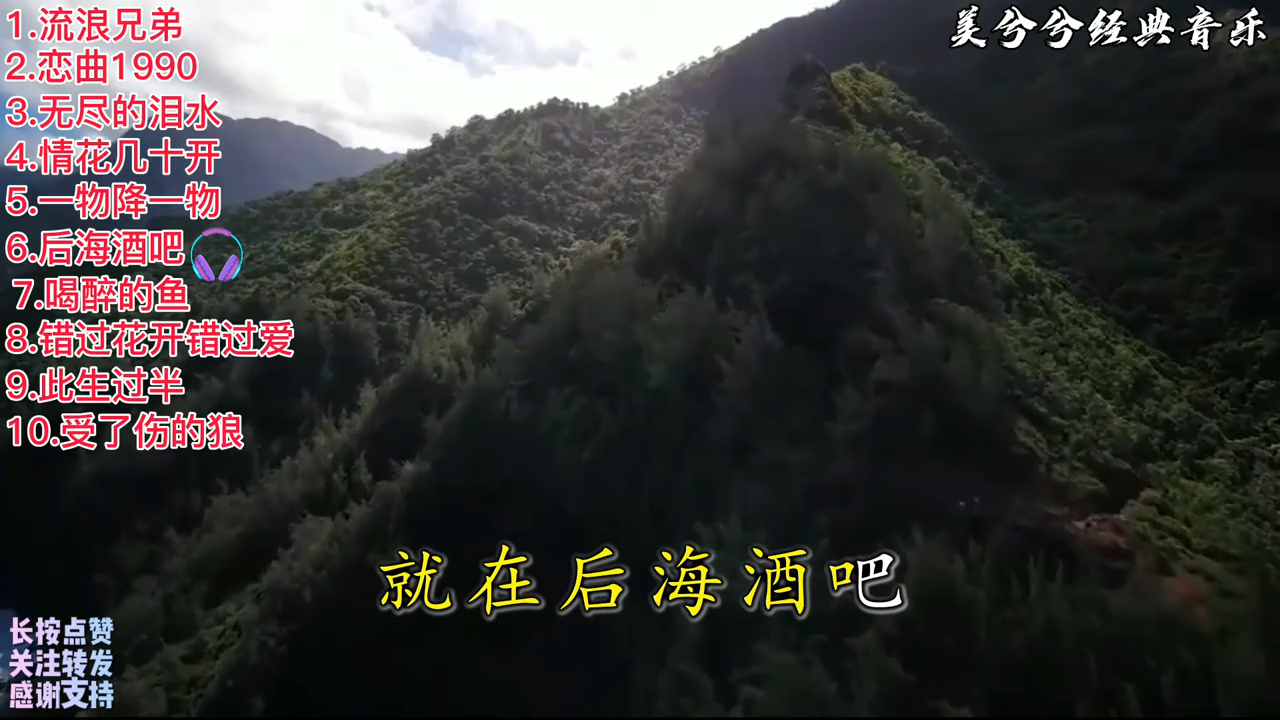 1.流浪兄弟
2.恋曲1990
3.无尽的泪水
4.情花几十开
5.一物降一物
6.后海酒吧
7.喝醉的鱼
8.错过花开错过爱
9.此生过半
10.受了伤的狼
美兮兮经典音乐
就在后海酒吧
长按点赞
关注转发
感谢支持